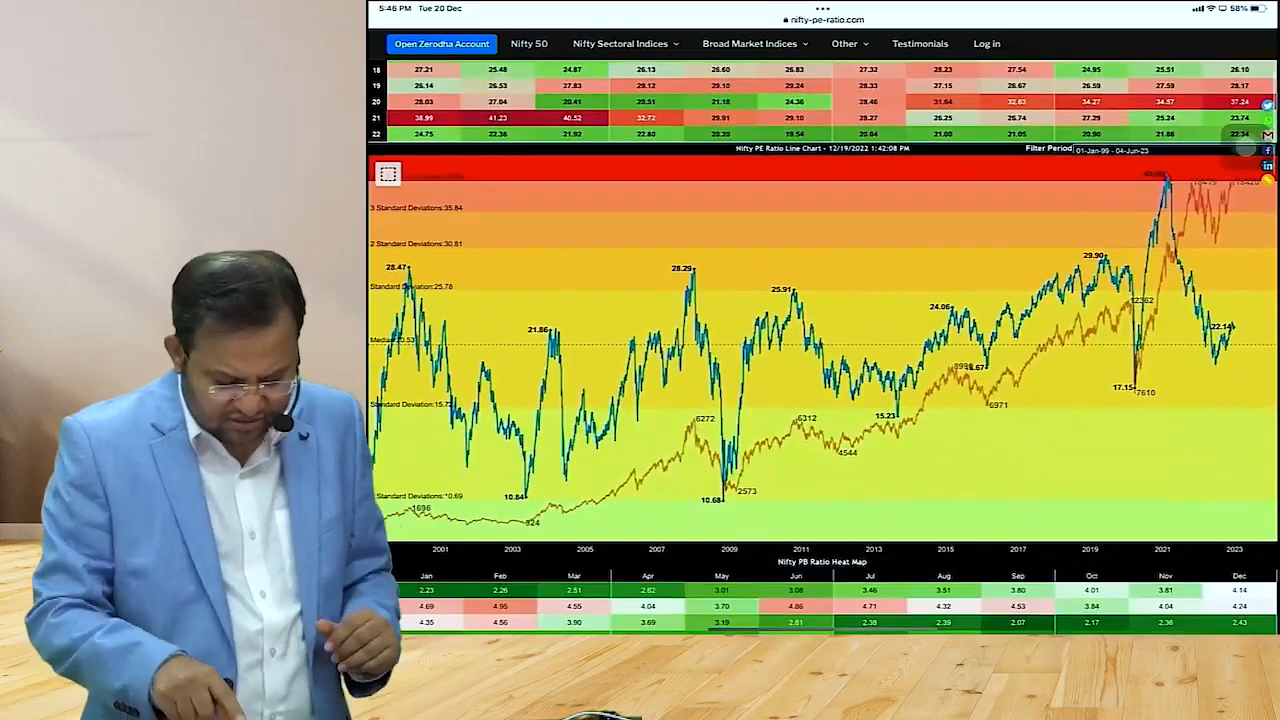 5:46 PM Tue 20 Dec
58%
nifty-pe-ratio.com
Open Zerodha Account Nifty 50 Nifty Sectoral Indices Broad Market Indices Other Testimonials Log in
18 27.21 25.48 24.87 26.13 26.60 26.83 27.32 28.23 27.54 24.95 25.51 26.10
19 26.14 26.53 27.83 29.12 29.10 29.24 28.33 27.15 26.67 26.59 27.59 28.17
20 28.03 27.04 20.41 20.51 21.18 24.36 28.46 31.64 32.63 34.27 34.57 37.24
21 38.99 41.23 40.52 32.72 29.91 29.10 28.27 26.25 26.74 27.29 25.24 23.74
22 24.75 22.36 21.92 22.80 20.20 19.54 20.04 21.00 21.05 20.90 21.86 22.34
Nifty PE Ratio Line Chart - 12/19/2022 1:42:08 PM Filter Period 01-Jan-99 - 04-Jun-23
3 Standard Deviations:35.84
2 Standard Deviations:30.81
29.90
28.47
28.29
Standard Deviation:25.78
25.91
12362
24.06
22.14
21.86
Median:20.53
17.15
7610
Standard Deviation:15.7
6971
15.23
6272
6312
4544
2573
10.84
10.68
1696
924
2001 2003 2005 2007 2009 2011 2013 2015 2017 2019 2021 2023
Nifty PB Ratio Heat Map
Jan Feb Mar Apr May Jun Jul Aug Sep Oct Nov Dec
2.23 2.26 2.51 2.62 3.01 3.08 3.46 3.51 3.80 4.01 3.81 4.14
4.69 4.95 4.55 4.04 3.70 4.86 4.71 4.32 4.53 3.84 4.04 4.24
4.35 4.56 3.90 3.69 3.19 2.81 2.38 2.39 2.07 2.17 2.36 2.43